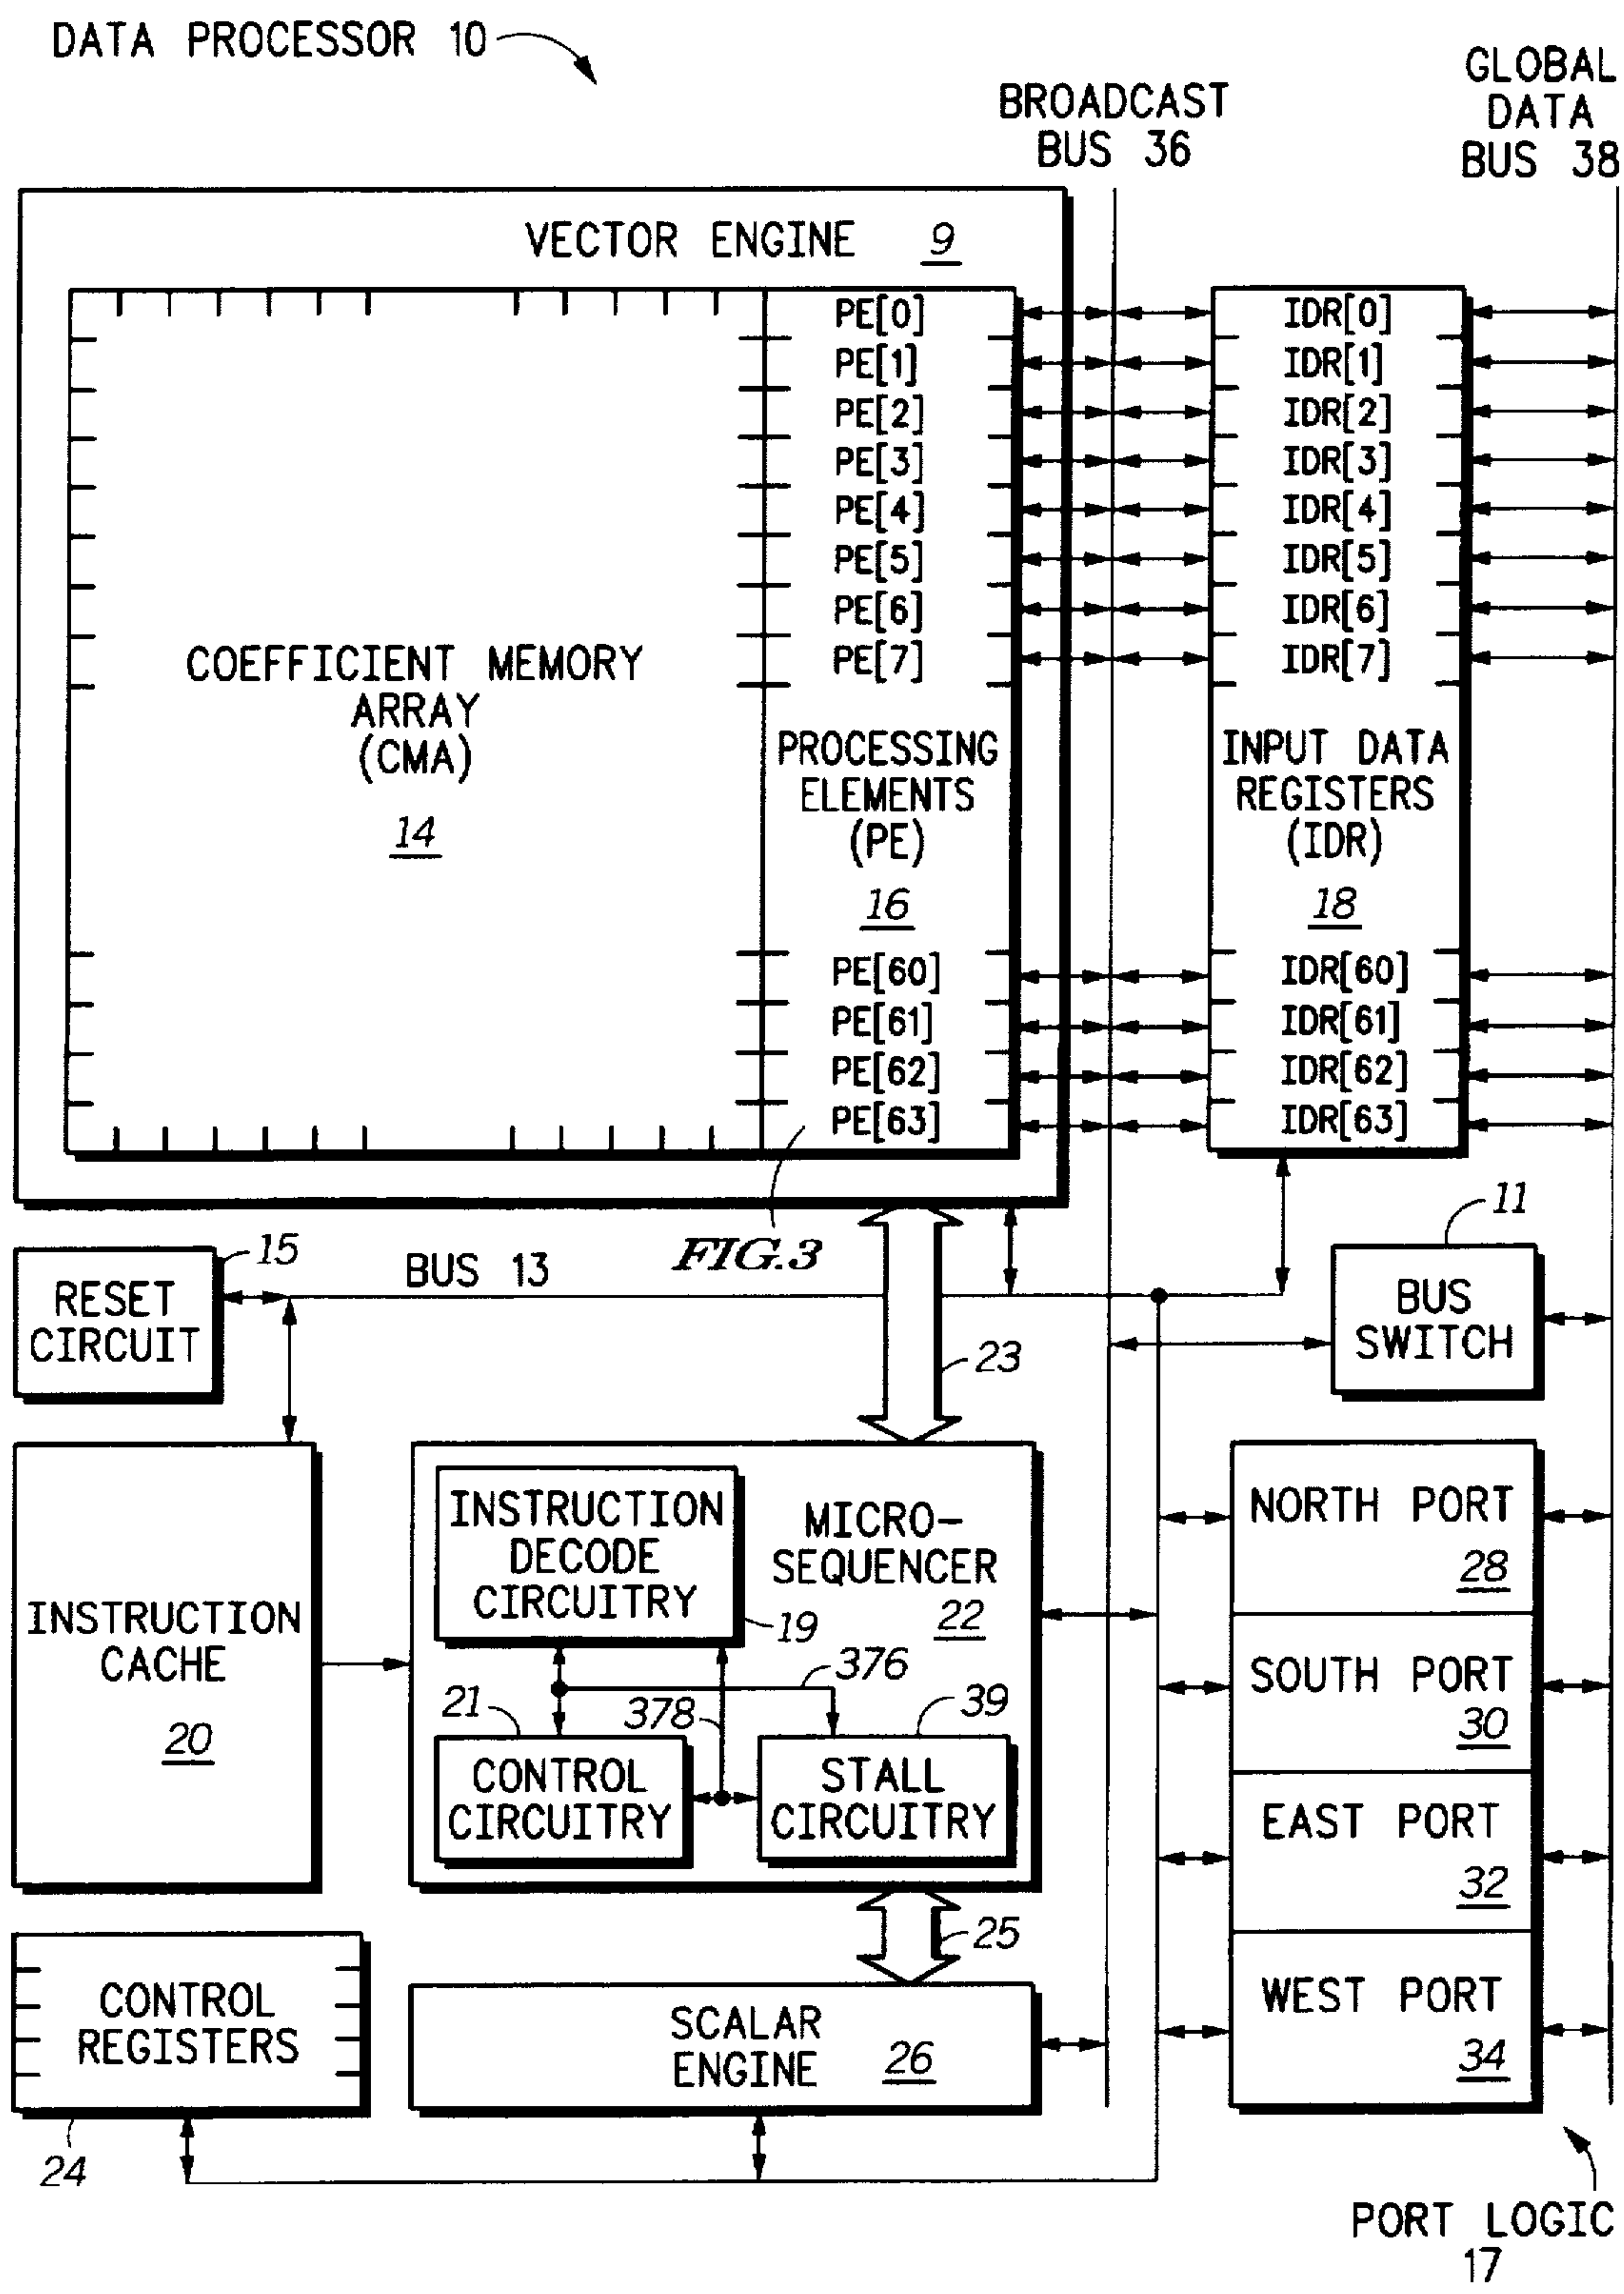 DATA PROCESSOR 10
BROADCAST
BUS 36
GLOBAL
DATA
BUS 38
VECTOR ENGINE 9
PE[0]
PE[1]
PE[2]
PE[3]
PE[4]
PE[5]
PE[6]
PE[7]
COEFFICIENT MEMORY
ARRAY
(CMA)
14
PROCESSING
ELEMENTS
(PE)
16
PE[60]
PE[61]
PE[62]
PE[63]
IDR[0]
IDR[1]
IDR[2]
IDR[3]
IDR[4]
IDR[5]
IDR[6]
IDR[7]
INPUT DATA
REGISTERS
(IDR)
18
IDR[60]
IDR[61]
IDR[62]
IDR[63]
FIG.3
15
RESET
CIRCUIT
BUS 13
23
11
BUS
SWITCH
INSTRUCTION
CACHE
20
INSTRUCTION
DECODE
CIRCUITRY
19
MICRO-
SEQUENCER
22
376
378
21
CONTROL
CIRCUITRY
39
STALL
CIRCUITRY
NORTH PORT
28
SOUTH PORT
30
EAST PORT
32
WEST PORT
34
25
CONTROL
REGISTERS
24
SCALAR
ENGINE
26
PORT LOGIC
17